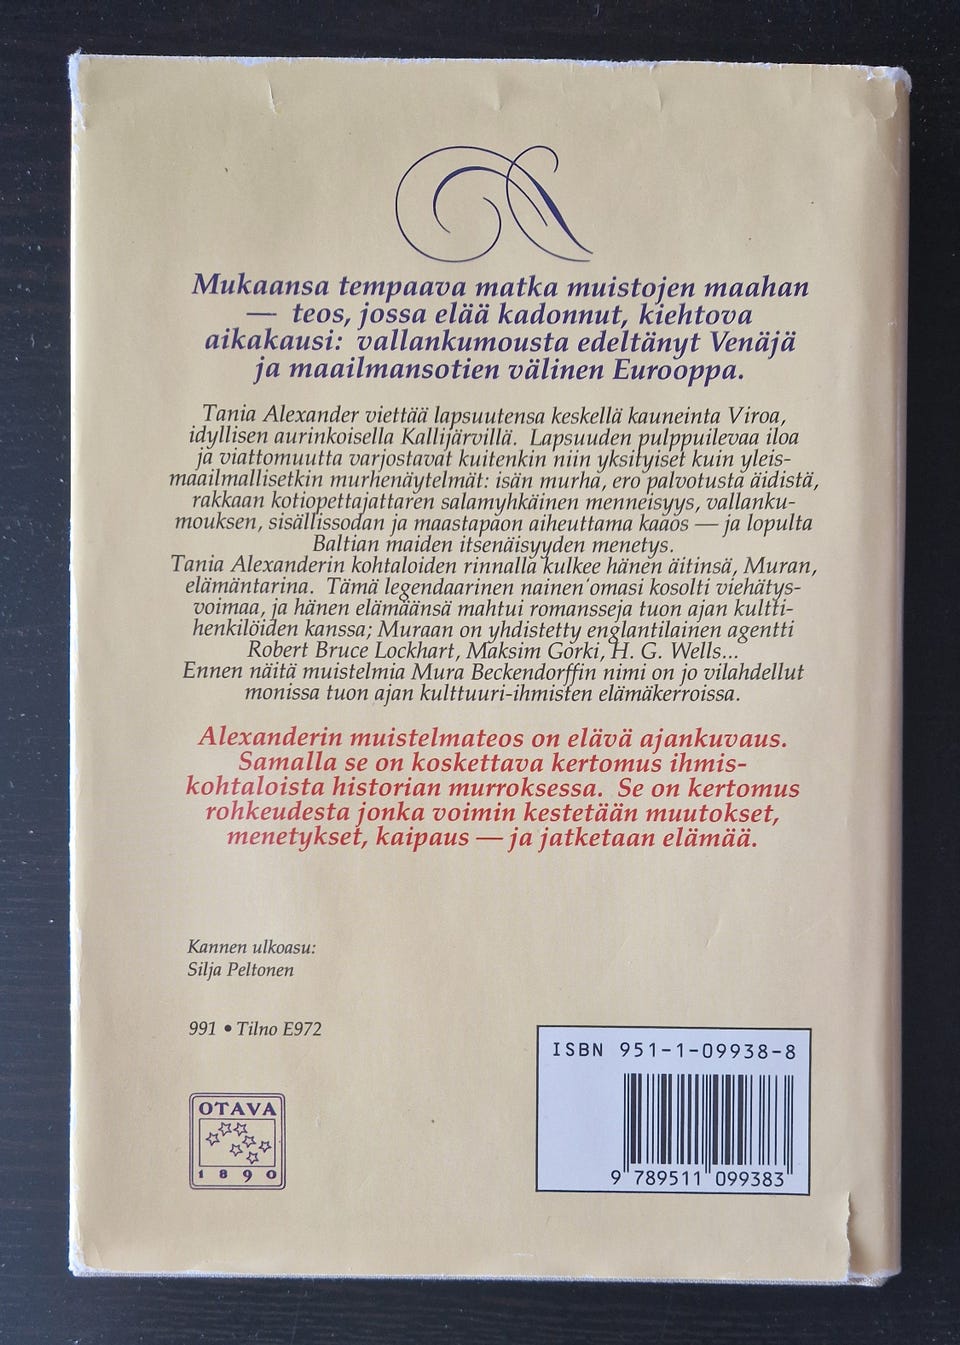 Mukaansa tempaava matka muistojen maahan
— teos, jossa elää kadonnut, kiehtova
aikakausi: vallankumousta edeltänyt Venäjä
ja maailmansotien välinen Eurooppa.
Tania Alexander viettää lapsuutensa keskellä kauneinta Viroa,
idyllisen aurinkoisella Kallijärvillä. Lapsuuden pulppuilevaa iloa
ja viattomuutta varjostavat kuitenkin niin yksityiset kuin yleis-
maailmallisetkin murhenäytelmät: isän murha, ero palvotusta äidistä,
rakkaan kotiopettajattaren salamyhkäinen menneisyys, vallanku-
mouksen, sisällissodan ja maastapaon aiheuttama kaaos — ja lopulta
Baltian maiden itsenäisyyden menetys.
Tania Alexanderin kohtaloiden rinnalla kulkee hänen äitinsä, Muran,
elämäntarina. Tämä legendaarinen nainen omasi kosolti viehätys-
voimaa, ja hänen elämäänsä mahtui romansseja tuon ajan kultti-
henkilöiden kanssa; Muraan on yhdistetty englantilainen agentti
Robert Bruce Lockhart, Maksim Gorki, H. G. Wells...
Ennen näitä muistelmia Mura Beckendorffin nimi on jo vilahdellut
monissa tuon ajan kulttuuri-ihmisten elämäkerroissa.
Alexanderin muistelmateos on elävä ajankuvaus.
Samalla se on koskettava kertomus ihmis-
kohtaloista historian murroksessa. Se on kertomus
rohkeudesta jonka voimin kestetään muutokset,
menetykset, kaipaus — ja jatketaan elämää.
Kannen ulkoasu:
Silja Peltonen
991 • Tilno E972
OTAVA
1890
ISBN 951-1-09938-8
9 789511 099383